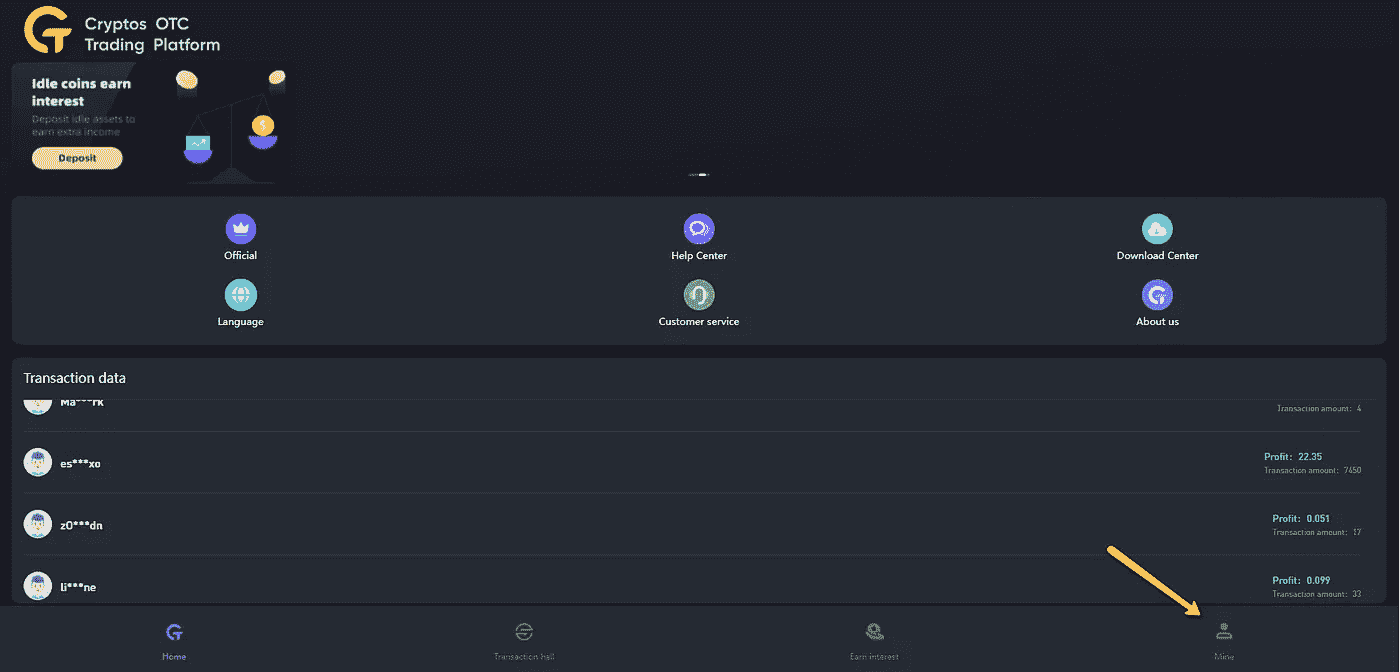 Cryptos OTC
Trading Platform
Idle coins earn
interest
Deposit idle assets to
earn extra income
Deposit
Official
Help Center
Download Center
Language
Customer service
About us
Transaction data
Ma***rk
Transaction amount: 4
es***xo
Profit: 22.35
Transaction amount: 7450
zO***dn
Profit: 0.051
Transaction amount: 17
li***ne
Profit: 0.099
Transaction amount: 33
Home
Transaction hall
Earn interest
Mine